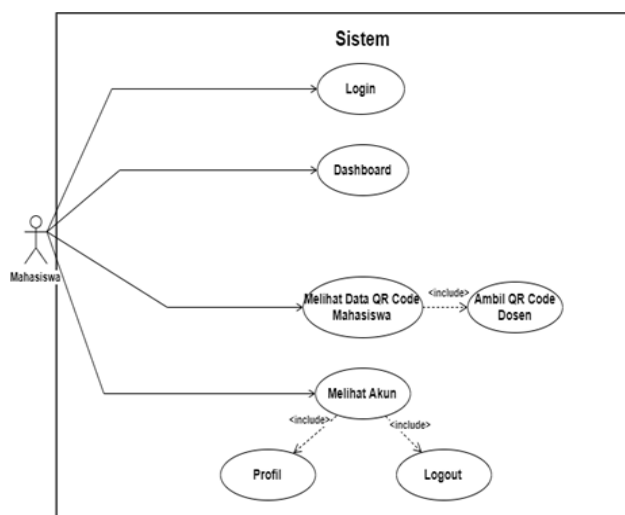 Sistem
Login
Dashboard
Mahasiswa
Melihat Data QR Code
Mahasiswa
<include>
Ambil QR Code
Dosen
Melihat Akun
<include>
<include>
Profil
Logout